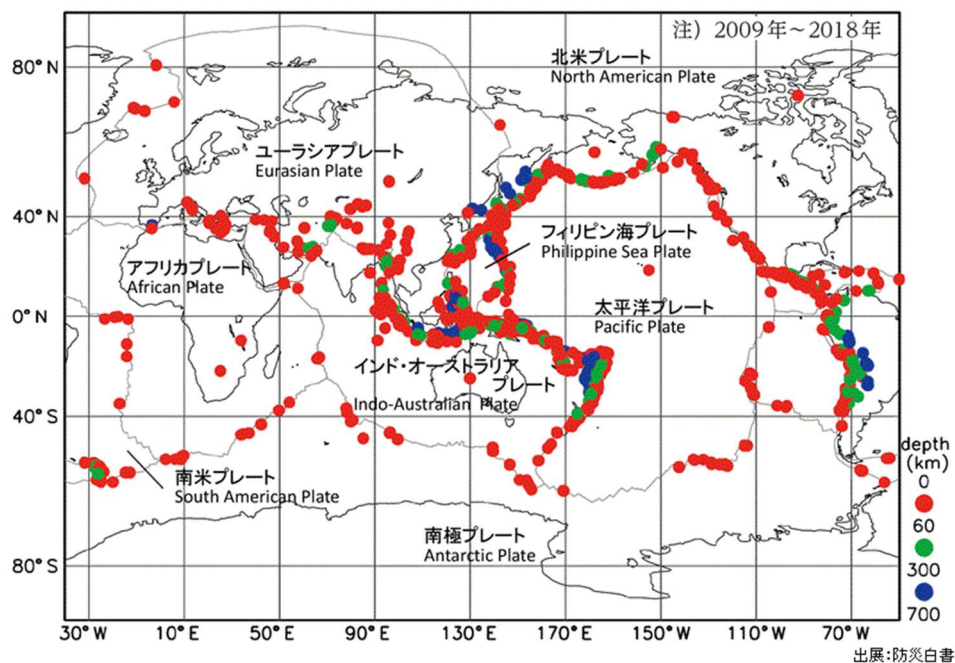 注) 2009年～2018年
80°N
北米プレート
North American Plate
ユーラシアプレート
Eurasian Plate
40°N
フィリピン海プレート
Philippine Sea Plate
アフリカプレート
African Plate
太平洋プレート
Pacific Plate
0°N
インド・オーストラリア
プレート
Indo-Australian Plate
40°S
南米プレート
South American Plate
南極プレート
Antarctic Plate
80°S
depth
(km)
0
60
300
700
30°W 10°E 50°E 90°E 130°E 170°E 150°W 110°W 70°W
出展:防災白書